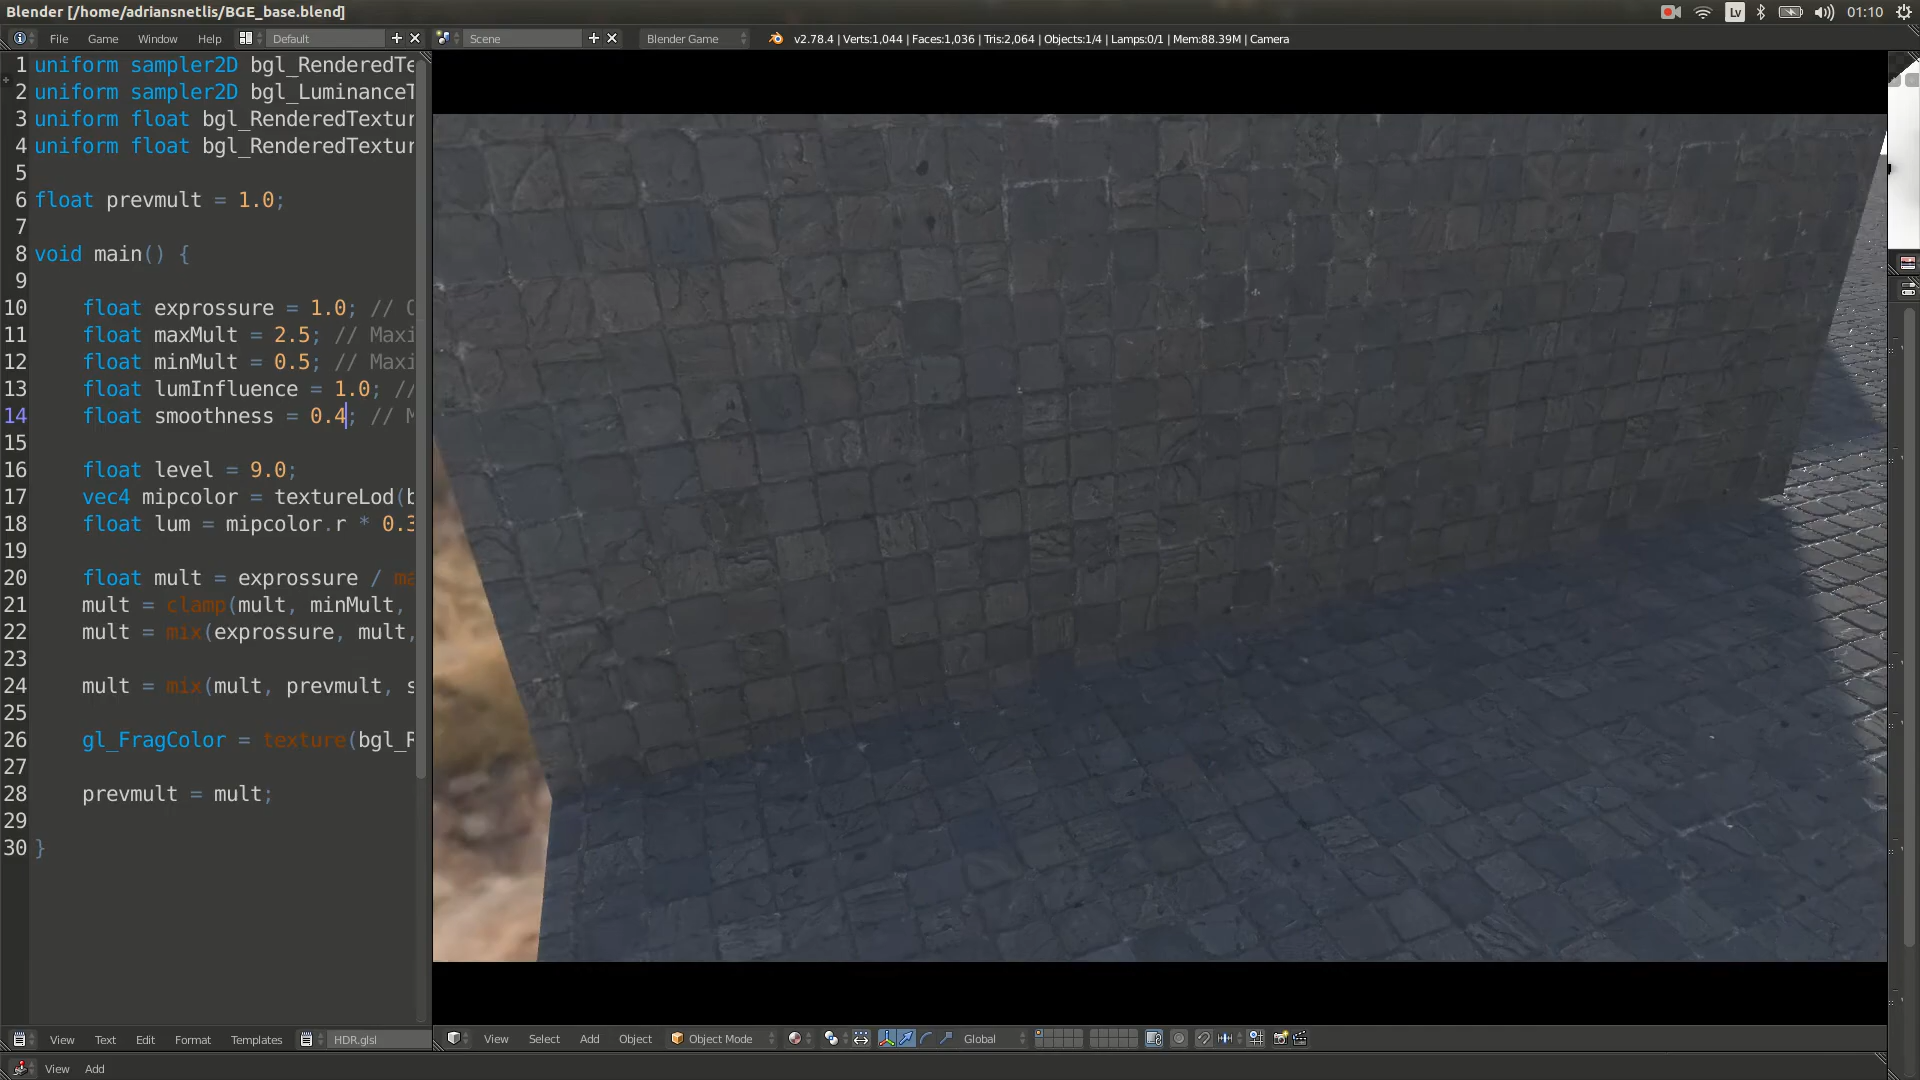 Blender [/home/adriansnetlis/BGE_base.blend]
Lv 01:10
File Game Window Help Default Scene Blender Game v2.78.4 | Verts:1,044 | Faces:1,036 | Tris:2,064 | Objects:1/4 | Lamps:0/1 | Mem:88.39M | Camera
1 uniform sampler2D bgl_RenderedTe
2 uniform sampler2D bgl_LuminanceT
3 uniform float bgl_RenderedTextur
4 uniform float bgl_RenderedTextur
5
6 float prevmult = 1.0;
7
8 void main() {
9
10 float exprossure = 1.0; //
11 float maxMult = 2.5; // Maxi
12 float minMult = 0.5; // Maxi
13 float lumInfluence = 1.0; //
14 float smoothness = 0.4; // M
15
16 float level = 9.0;
17 vec4 mipcolor = textureLod(b
18 float lum = mipcolor.r * 0.3
19
20 float mult = exprossure / ma
21 mult = clamp(mult, minMult,
22 mult = mix(exprossure, mult,
23
24 mult = mix(mult, prevmult, s
25
26 gl_FragColor = texture(bgl_R
27
28 prevmult = mult;
29
30 }
View Text Edit Format Templates HDR.glsl View Select Add Object Object Mode Global
View Add